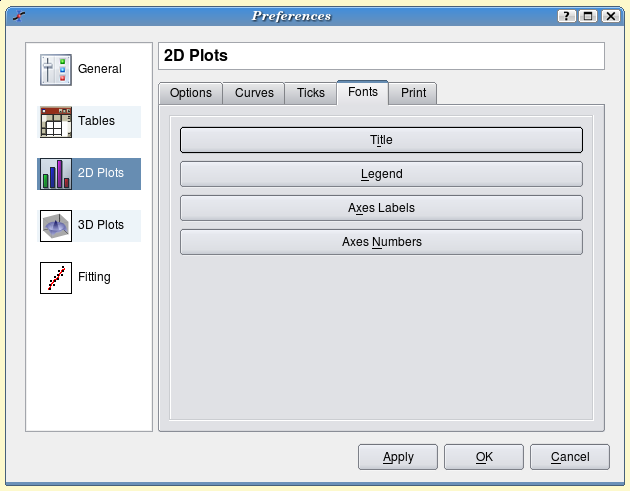 Preferences
?
General
Tables
2D Plots
3D Plots
Fitting
2D Plots
Options
Curves
Ticks
Fonts
Print
Title
Legend
Axes Labels
Axes Numbers
Apply
OK
Cancel